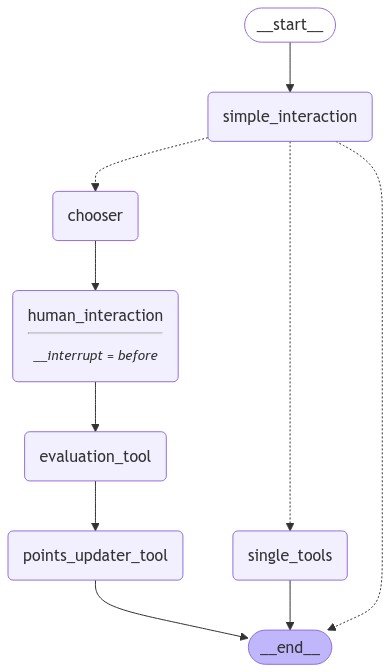 __start__
simple_interaction
chooser
human_interaction
__interrupt = before
evaluation_tool
points_updater_tool
single_tools
__end__